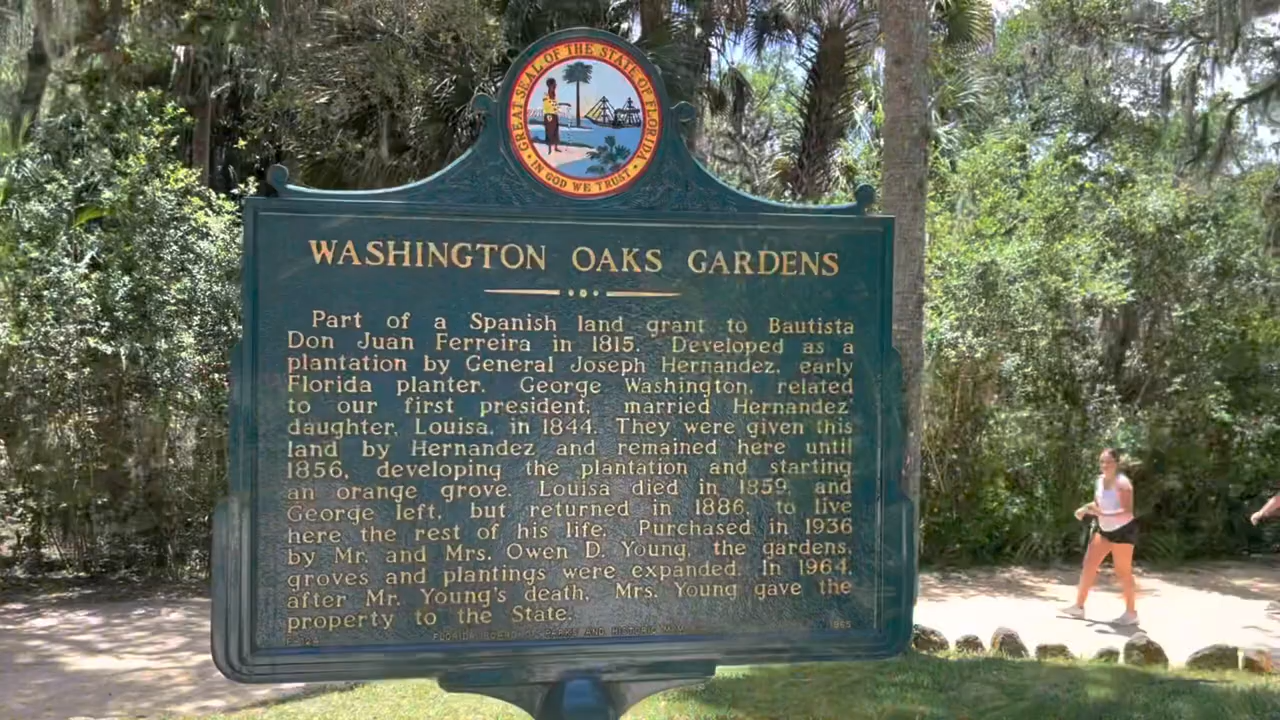 GREAT SEAL OF THE STATE OF FLORIDA
IN GOD WE TRUST
WASHINGTON OAKS GARDENS
Part of a Spanish land grant to Bautista
Don Juan Ferreira in 1815. Developed as a
plantation by General Joseph Hernandez, early
Florida planter. George Washington, related
to our first president, married Hernandez'
daughter, Louisa, in 1844. They were given this
land by Hernandez and remained here until
1856, developing the plantation and starting
an orange grove. Louisa died in 1859, and
George left, but returned in 1886, to live
here the rest of his life. Purchased in 1936
by Mr. and Mrs. Owen D. Young, the gardens,
groves and plantings were expanded. In 1964,
after Mr. Young's death, Mrs. Young gave the
property to the State.
FLORIDA BOARD OF PARKS AND HISTORIC